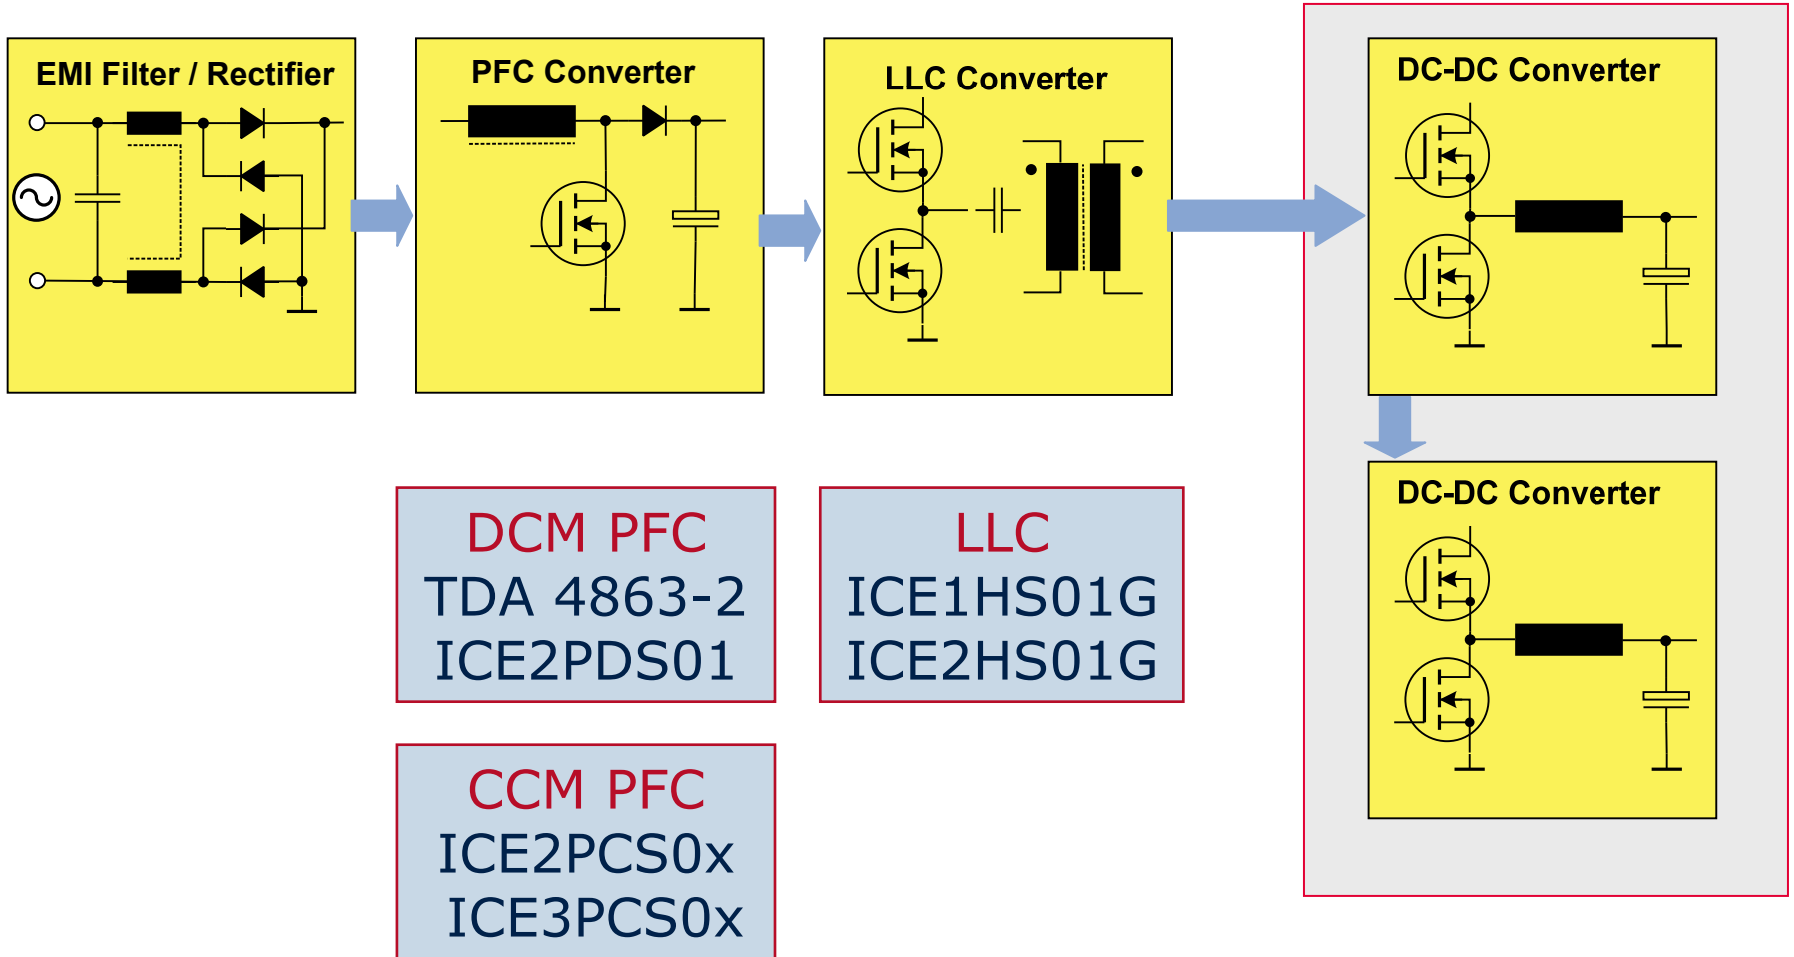 EMI Filter / Rectifier
PFC Converter
LLC Converter
DC-DC Converter
DC-DC Converter
DCM PFC
TDA 4863-2
ICE2PDS01
LLC
ICE1HS01G
ICE2HS01G
CCM PFC
ICE2PCS0x
ICE3PCS0x